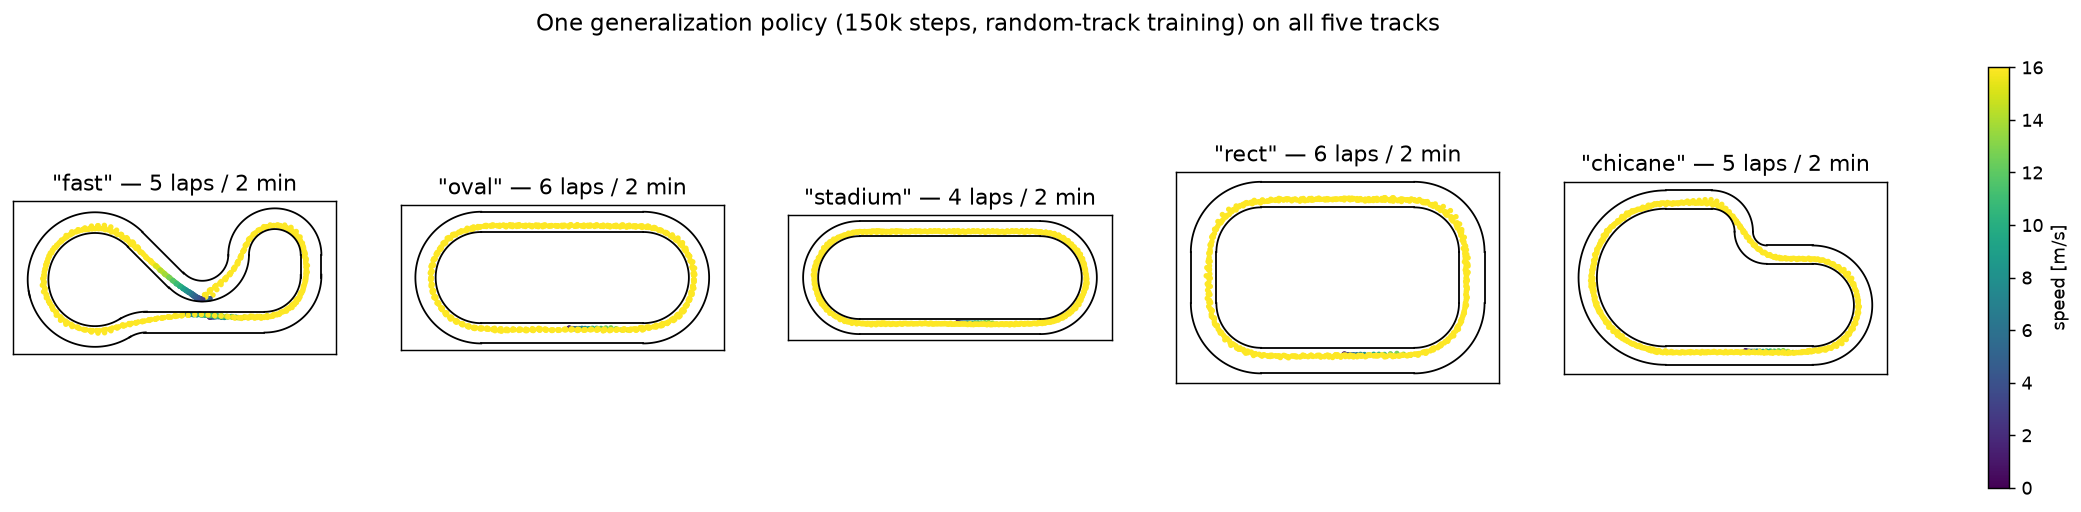 One generalization policy (150k steps, random-track training) on all five tracks
"fast" — 5 laps / 2 min
"oval" — 6 laps / 2 min
"stadium" — 4 laps / 2 min
"rect" — 6 laps / 2 min
"chicane" — 5 laps / 2 min
16
14
12
10
8
6
4
2
0
speed [m/s]